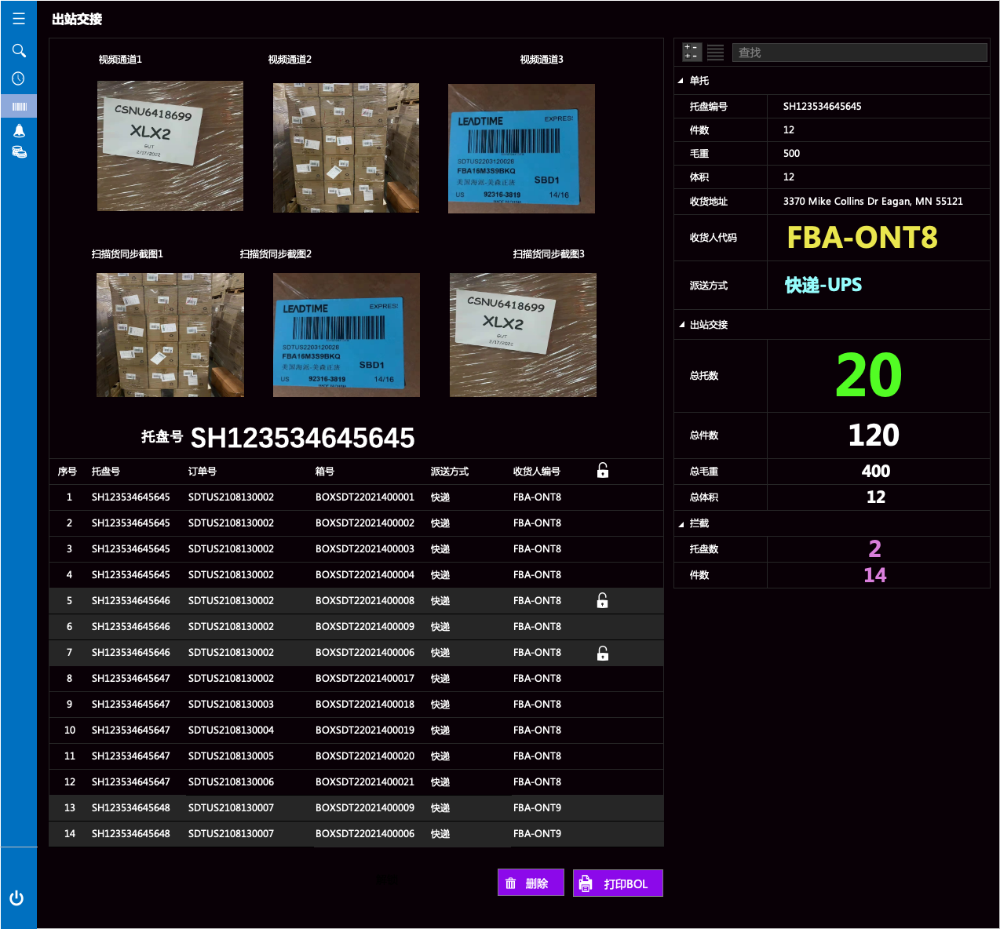 出站交接
视频通道1
视频通道2
视频通道3
CSNU6418699
XLX2
GUT
2/17/2022
LEADTIME EXPRESS
SDTUS2203120028
FBA16M3S9BKQ
美国海派-美森正班 SBD1
US 92316-3819 14/16
MADE IN CHINA
扫描货同步截图1
扫描货同步截图2
扫描货同步截图3
LEADTIME EXPRESS
SDTUS2203120028
FBA16M3S9BKQ
美国海派-美森正班 SBD1
US 92316-3819 14/16
CSNU6418699
XLX2
GUT
2/17/2022
托盘号 SH123534645645
序号 托盘号 订单号 箱号 派送方式 收货人编号
1 SH123534645645 SDTUS2108130002 BOXSDT22021400001 快递 FBA-ONT8
2 SH123534645645 SDTUS2108130002 BOXSDT22021400002 快递 FBA-ONT8
3 SH123534645645 SDTUS2108130002 BOXSDT22021400003 快递 FBA-ONT8
4 SH123534645645 SDTUS2108130002 BOXSDT22021400004 快递 FBA-ONT8
5 SH123534645646 SDTUS2108130002 BOXSDT22021400008 快递 FBA-ONT8
6 SH123534645646 SDTUS2108130002 BOXSDT22021400009 快递 FBA-ONT8
7 SH123534645646 SDTUS2108130002 BOXSDT22021400006 快递 FBA-ONT8
8 SH123534645647 SDTUS2108130002 BOXSDT22021400017 快递 FBA-ONT8
9 SH123534645647 SDTUS2108130003 BOXSDT22021400018 快递 FBA-ONT8
10 SH123534645647 SDTUS2108130004 BOXSDT22021400019 快递 FBA-ONT8
11 SH123534645647 SDTUS2108130005 BOXSDT22021400020 快递 FBA-ONT8
12 SH123534645647 SDTUS2108130006 BOXSDT22021400021 快递 FBA-ONT8
13 SH123534645648 SDTUS2108130007 BOXSDT22021400009 快递 FBA-ONT9
14 SH123534645648 SDTUS2108130007 BOXSDT22021400006 快递 FBA-ONT9
删除
打印BOL
查找
单托
托盘编号 SH123534645645
件数 12
毛重 500
体积 12
收货地址 3370 Mike Collins Dr Eagan, MN 55121
收货人代码 FBA-ONT8
派送方式 快递-UPS
出站交接
总托数 20
总件数 120
总毛重 400
总体积 12
拦截
托盘数 2
件数 14